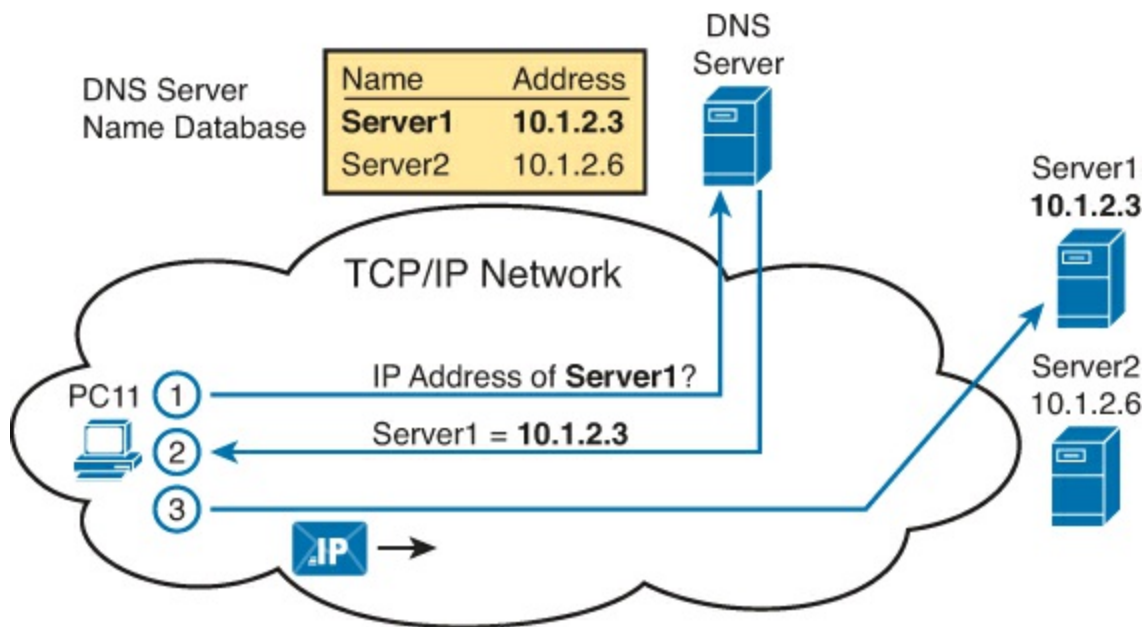 DNS
Server
DNS Server
Name Database
Name Address
Server1 10.1.2.3
Server2 10.1.2.6
Server1
10.1.2.3
TCP/IP Network
Server2
10.1.2.6
PC11
1
IP Address of Server1?
2
Server1 = 10.1.2.3
3
IP